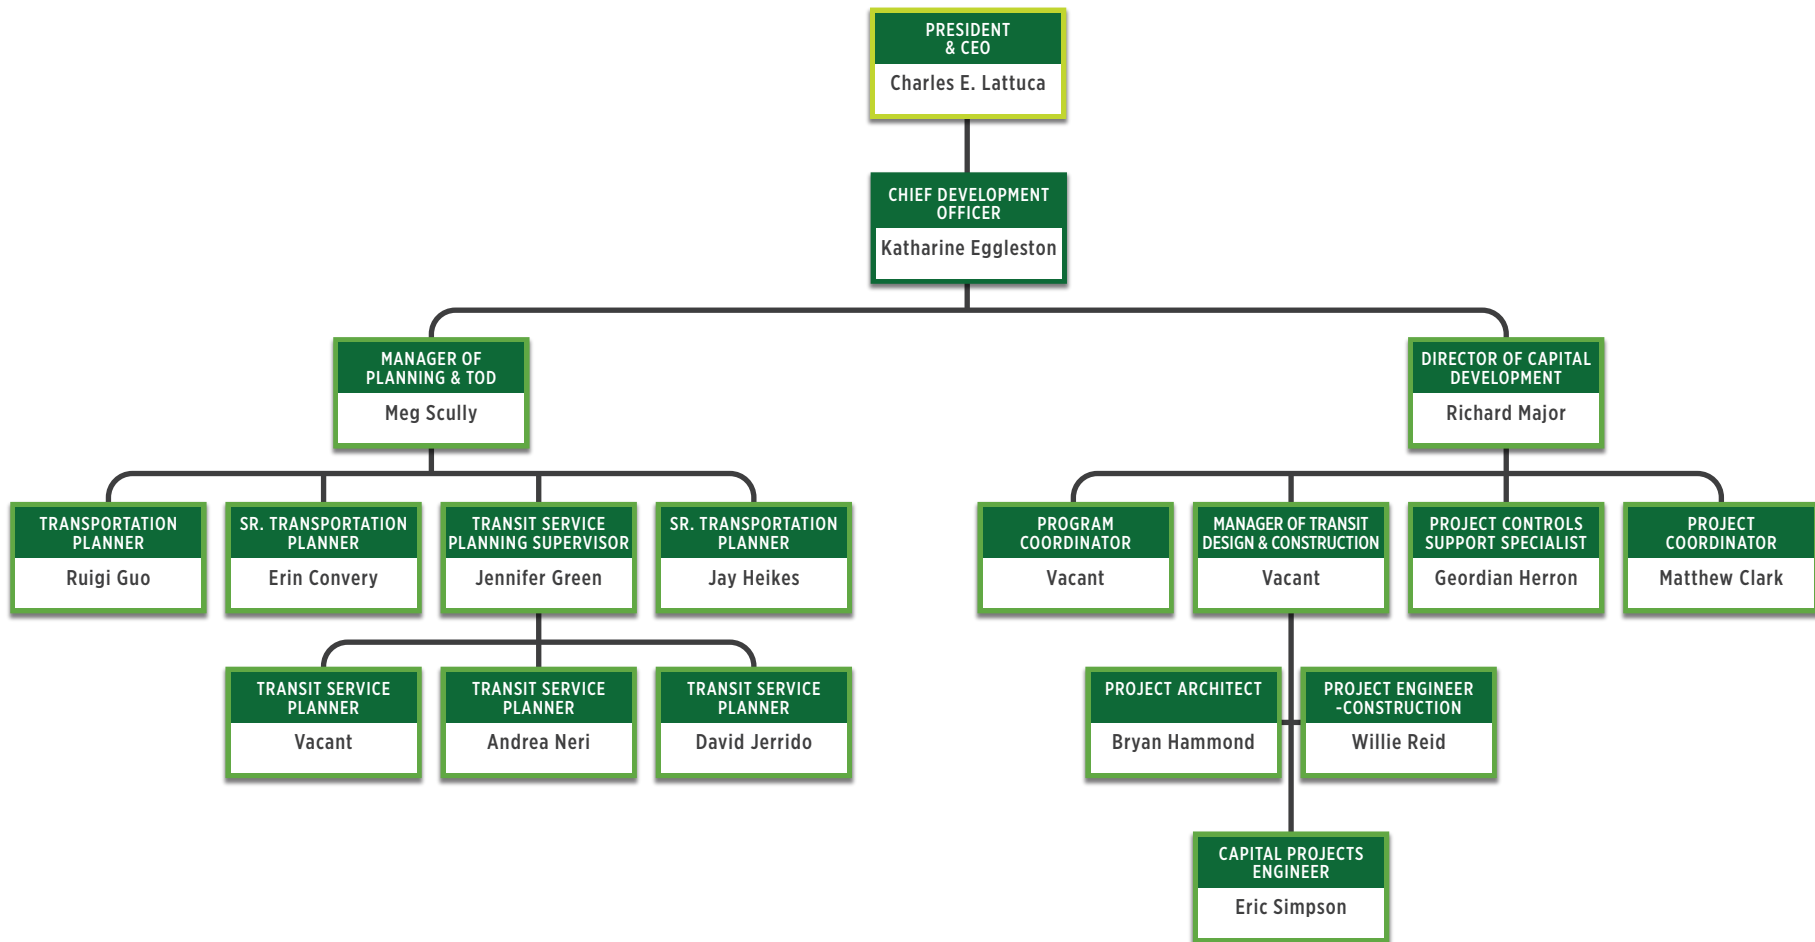 PRESIDENT
& CEO
Charles E. Lattuca
CHIEF DEVELOPMENT
OFFICER
Katharine Eggleston
MANAGER OF
PLANNING & TOD
Meg Scully
DIRECTOR OF CAPITAL
DEVELOPMENT
Richard Major
TRANSPORTATION
PLANNER
Ruigi Guo
SR. TRANSPORTATION
PLANNER
Erin Convery
TRANSIT SERVICE
PLANNING SUPERVISOR
Jennifer Green
SR. TRANSPORTATION
PLANNER
Jay Heikes
PROGRAM
COORDINATOR
Vacant
MANAGER OF TRANSIT
DESIGN & CONSTRUCTION
Vacant
PROJECT CONTROLS
SUPPORT SPECIALIST
Geordian Herron
PROJECT
COORDINATOR
Matthew Clark
TRANSIT SERVICE
PLANNER
Vacant
TRANSIT SERVICE
PLANNER
Andrea Neri
TRANSIT SERVICE
PLANNER
David Jerrido
PROJECT ARCHITECT
Bryan Hammond
PROJECT ENGINEER
-CONSTRUCTION
Willie Reid
CAPITAL PROJECTS
ENGINEER
Eric Simpson